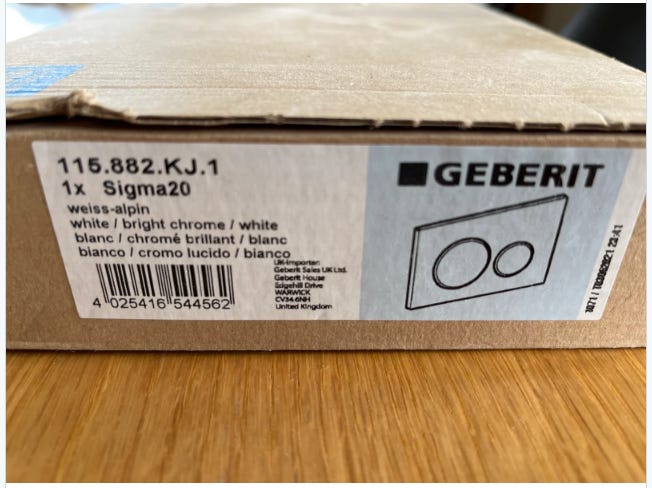 115.882.KJ.1
1x Sigma20
weiss-alpin
white / bright chrome / white
blanc / chromé brillant / blanc
bianco / cromo lucido / bianco
4 025416 544562
UK-Importer:
Geberit Sales UK Ltd.
Geberit House
Edgehill Drive
WARWICK
CV34 6NH
United Kingdom
GEBERIT